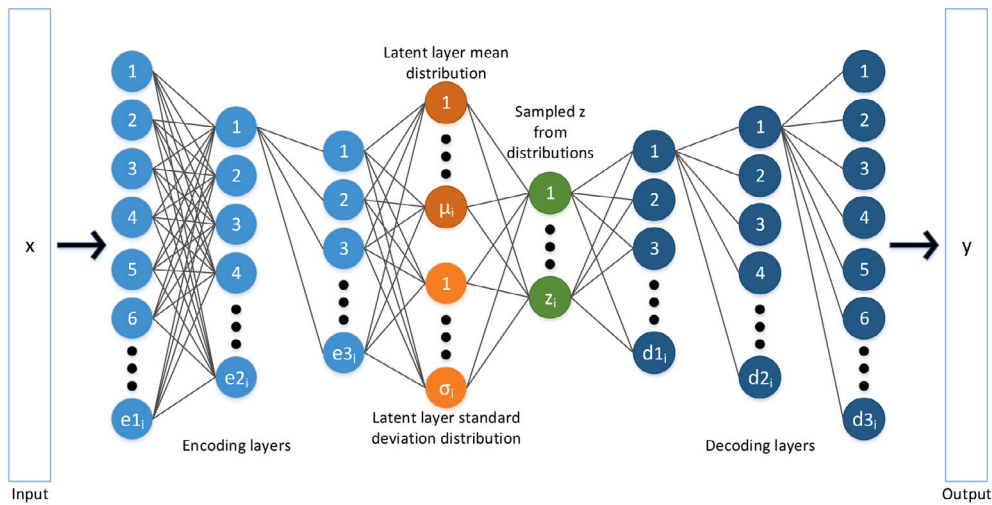 x
Input
1
2
3
4
5
6
e1i
1
2
3
4
e2i
Encoding layers
1
2
3
e3i
Latent layer mean
distribution
1
μi
1
σi
Latent layer standard
deviation distribution
Sampled z
from
distributions
1
zi
1
2
3
d1i
1
2
3
4
d2i
Decoding layers
1
2
3
4
5
6
d3i
y
Output